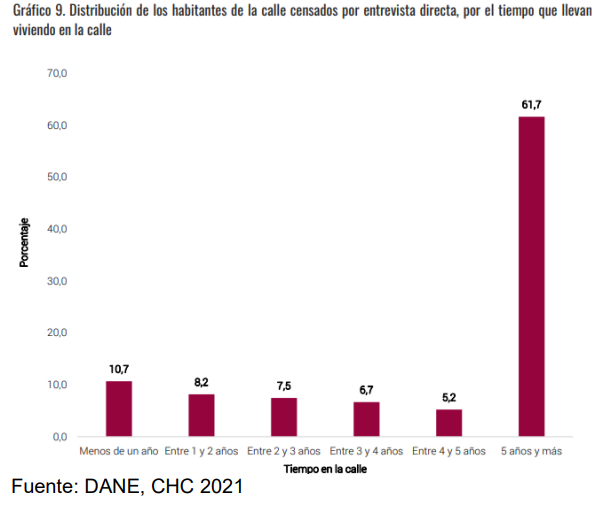 Gráfico 9. Distribución de los habitantes de la calle censados por entrevista directa, por el tiempo que llevan
viviendo en la calle
70,0
60,0
50,0
40,0
30,0
20,0
10,0
0,0
Porcentaje
10,7
8,2
7,5
6,7
5,2
61,7
Menos de un año
Entre 1 y 2 años
Entre 2 y 3 años
Entre 3 y 4 años
Entre 4 y 5 años
5 años y más
Tiempo en la calle
Fuente: DANE, CHC 2021